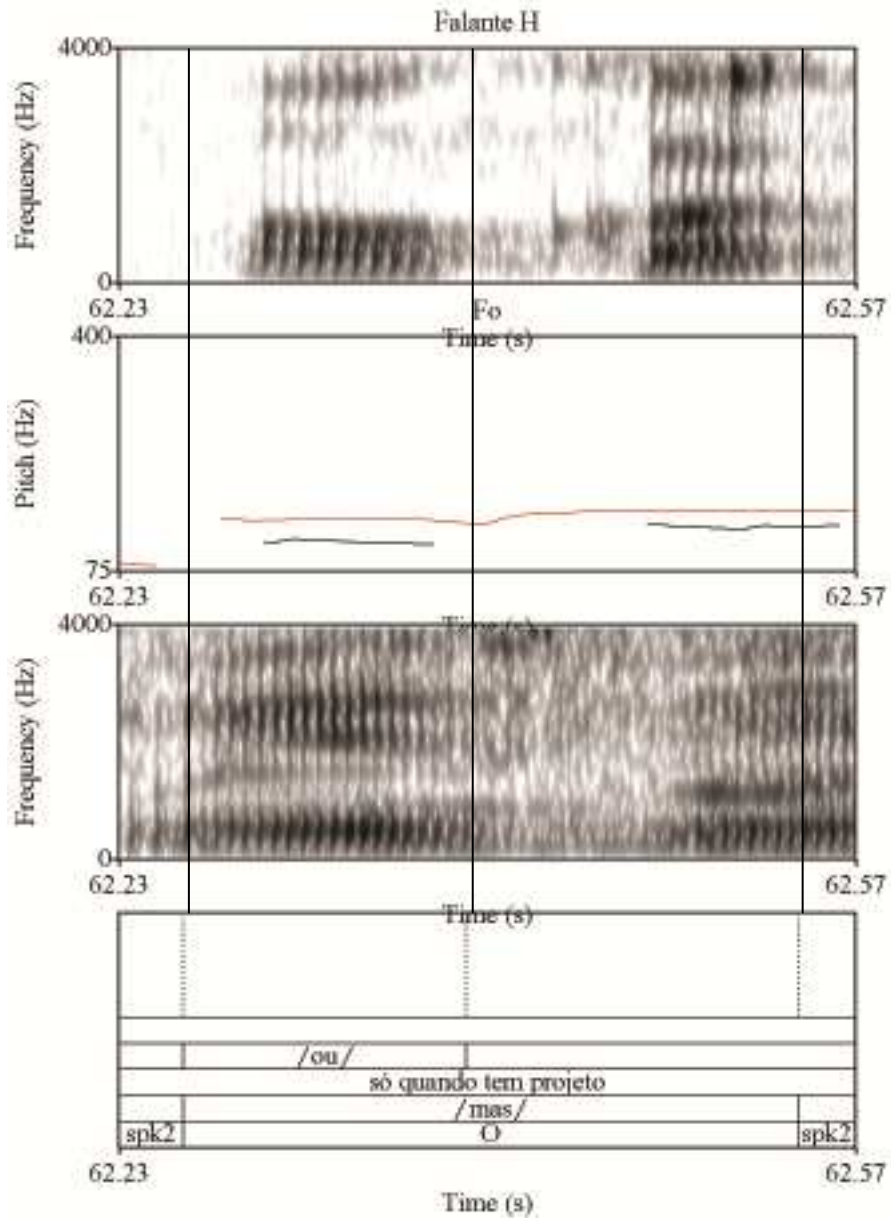 Falante H
4000
Frequency (Hz)
0
62.23 Fo 62.57
Time (s)
400
Pitch (Hz)
75
62.23 62.57
Time (s)
4000
Frequency (Hz)
0
62.23 62.57
Time (s)
/ou/
só quando tem projeto
/mas/
spk2 O spk2
62.23 62.57
Time (s)